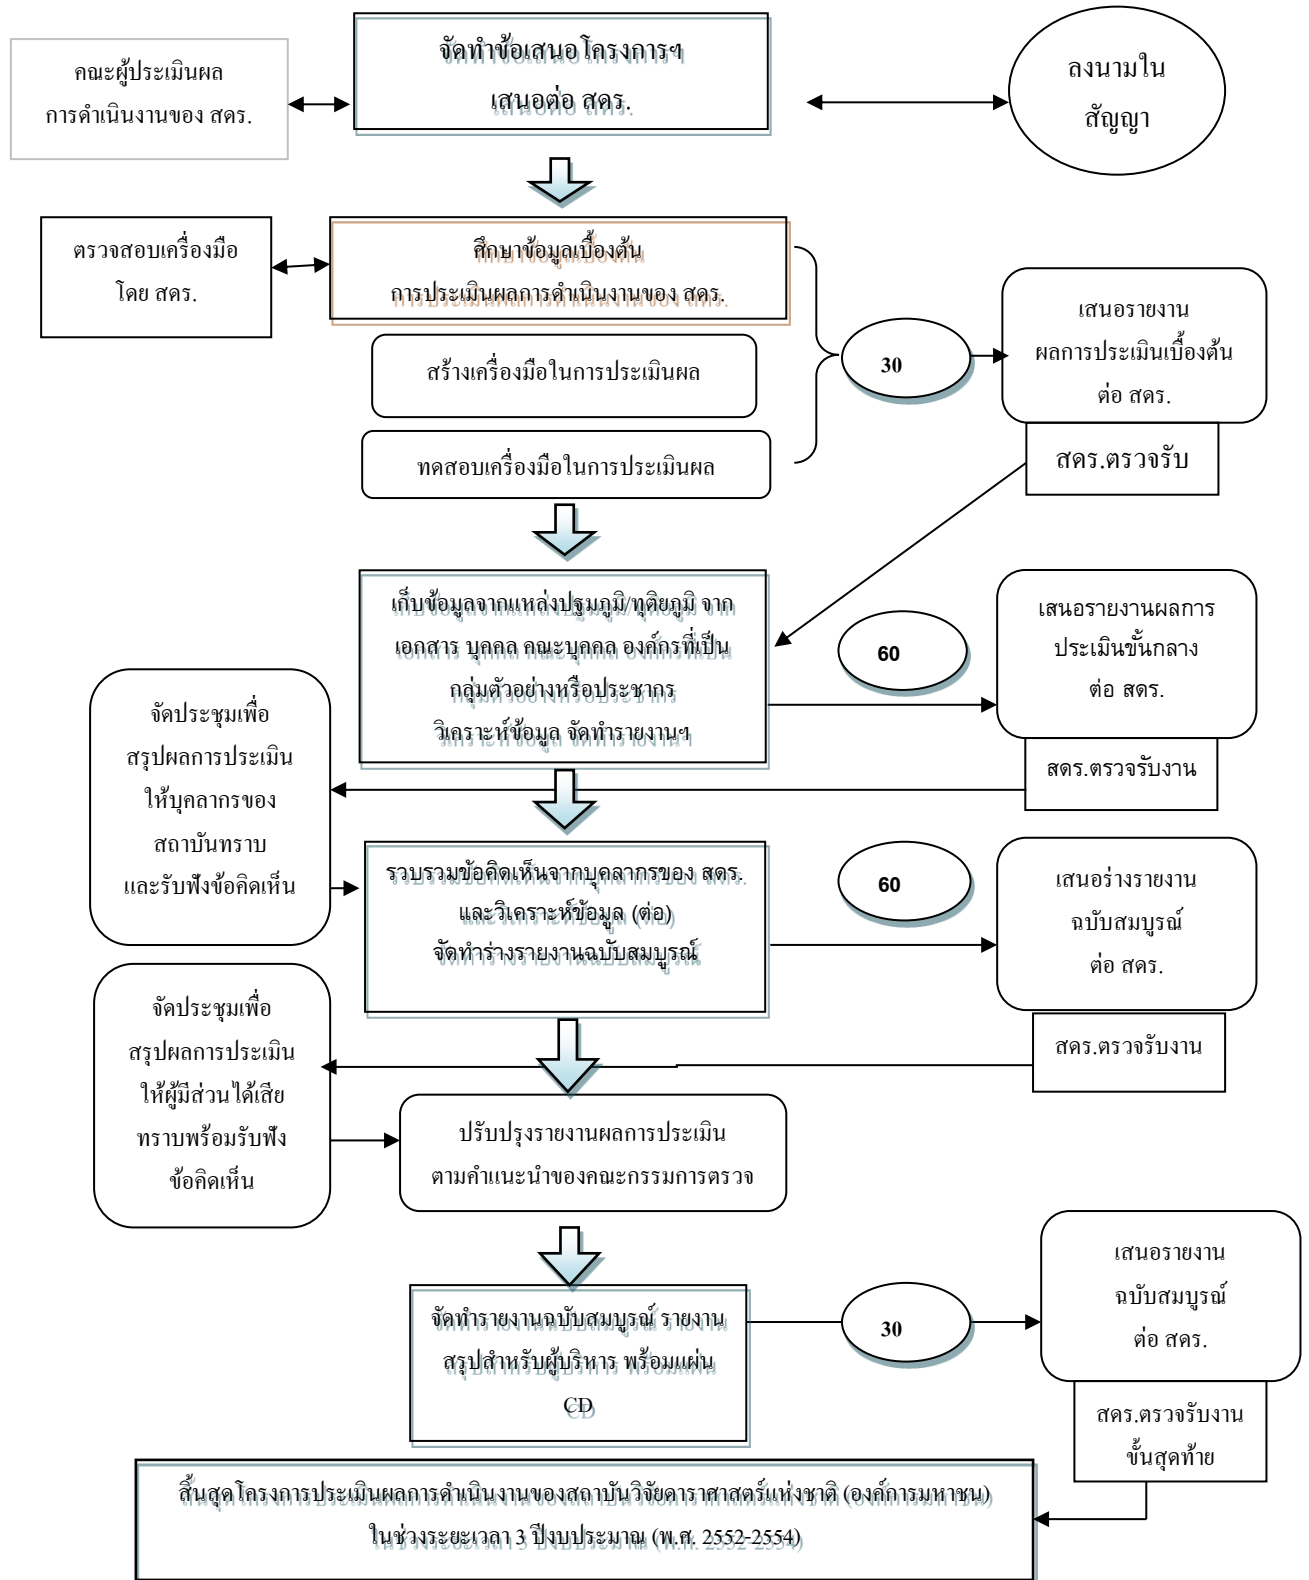 จัดทำข้อเสนอโครงการฯ
เสนอต่อ สดร.
คณะผู้ประเมินผล
การดำเนินงานของ สดร.
ลงนามใน
สัญญา
ตรวจสอบเครื่องมือ
โดย สดร.
ศึกษาข้อมูลเบื้องต้น
การประเมินผลการดำเนินงานของ สดร.
สร้างเครื่องมือในการประเมินผล
ทดสอบเครื่องมือในการประเมินผล
30
เสนอรายงาน
ผลการประเมินเบื้องต้น
ต่อ สดร.
สดร.ตรวจรับ
เก็บข้อมูลจากแหล่งปฐมภูมิ/ทุติยภูมิ จาก
เอกสาร บุคคล คณะบุคคล องค์กรที่เป็น
กลุ่มตัวอย่างหรือประชากร
วิเคราะห์ข้อมูล จัดทำรายงานฯ
60
เสนอรายงานผลการ
ประเมินขั้นกลาง
ต่อ สดร.
สดร.ตรวจรับงาน
จัดประชุมเพื่อ
สรุปผลการประเมิน
ให้บุคลากรของ
สถาบันทราบ
และรับฟังข้อคิดเห็น
รวบรวมข้อคิดเห็นจากบุคลากรของ สดร.
และวิเคราะห์ข้อมูล (ต่อ)
จัดทำร่างรายงานฉบับสมบูรณ์
60
เสนอร่างรายงาน
ฉบับสมบูรณ์
ต่อ สดร.
สดร.ตรวจรับงาน
จัดประชุมเพื่อ
สรุปผลการประเมิน
ให้ผู้มีส่วนได้เสีย
ทราบพร้อมรับฟัง
ข้อคิดเห็น
ปรับปรุงรายงานผลการประเมิน
ตามคำแนะนำของคณะกรรมการตรวจ
จัดทำรายงานฉบับสมบูรณ์ รายงาน
สรุปสำหรับผู้บริหาร พร้อมแผ่น
CD
30
เสนอรายงาน
ฉบับสมบูรณ์
ต่อ สดร.
สดร.ตรวจรับงาน
ขั้นสุดท้าย
สิ้นสุดโครงการประเมินผลการดำเนินงานของสถาบันวิจัยดาราศาสตร์แห่งชาติ (องค์การมหาชน)
ในช่วงระยะเวลา 3 ปีงบประมาณ (พ.ศ. 2552-2554)